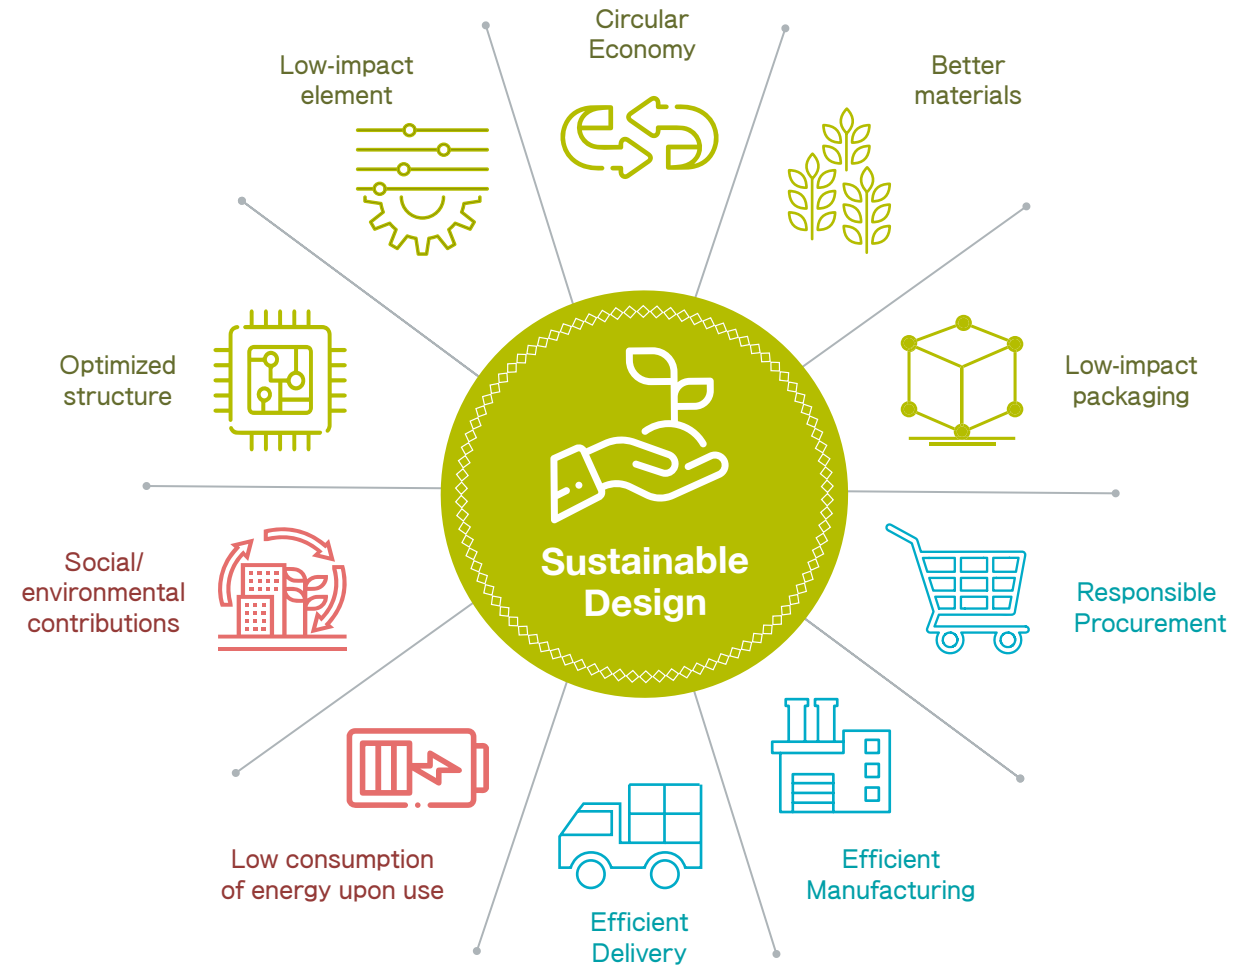 Circular
Economy
Low-impact
element
Better
materials
Optimized
structure
Low-impact
packaging
Sustainable
Design
Social/
environmental
contributions
Responsible
Procurement
Low consumption
of energy upon use
Efficient
Manufacturing
Efficient
Delivery